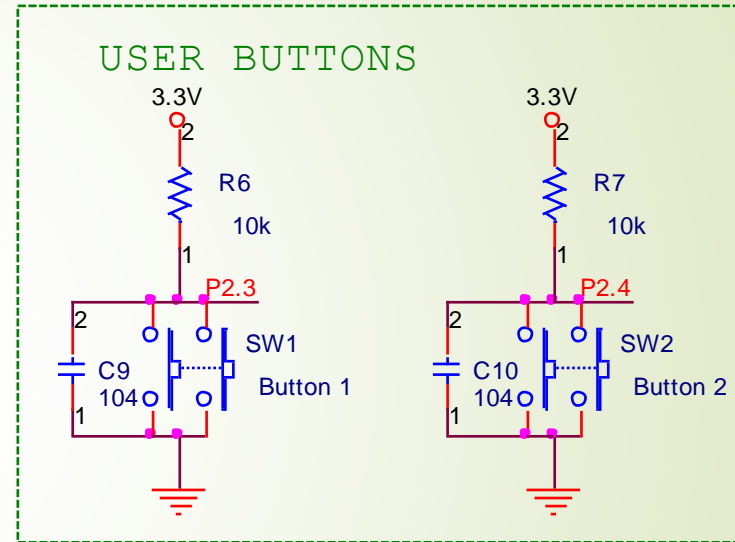 USER BUTTONS
3.3V
2
R6
10k
1
P2.3
2
C9
104
1
SW1
Button 1
3.3V
2
R7
10k
1
P2.4
2
C10
104
1
SW2
Button 2